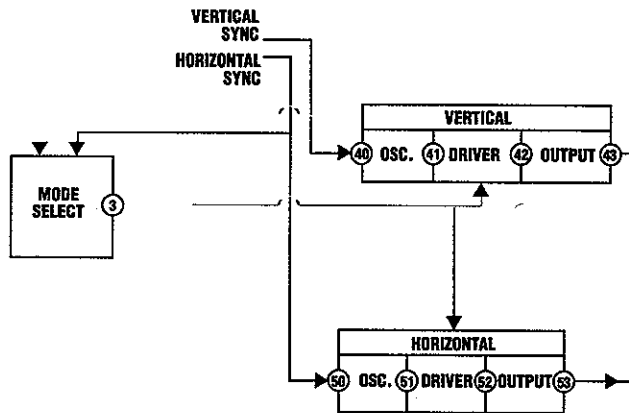 VERTICAL
SYNC
HORIZONTAL
SYNC
VERTICAL
40 OSC. 41 DRIVER 42 OUTPUT 43
MODE
SELECT
3
HORIZONTAL
50 OSC. 51 DRIVER 52 OUTPUT 53